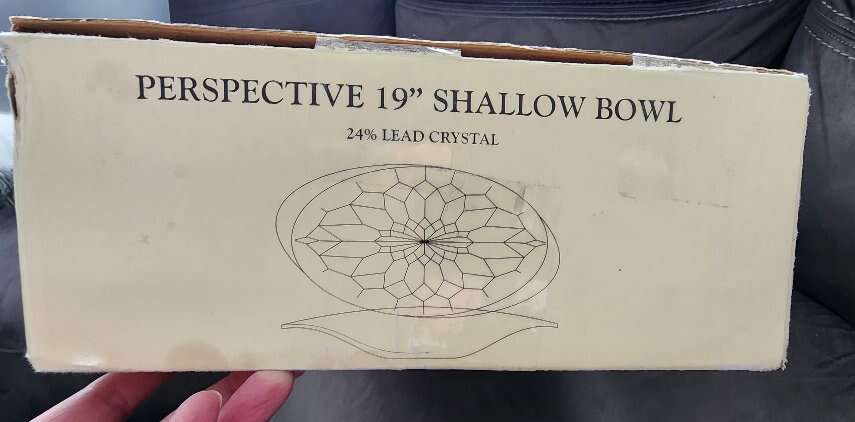 PERSPECTIVE 19” SHALLOW BOWL
24% LEAD CRYSTAL